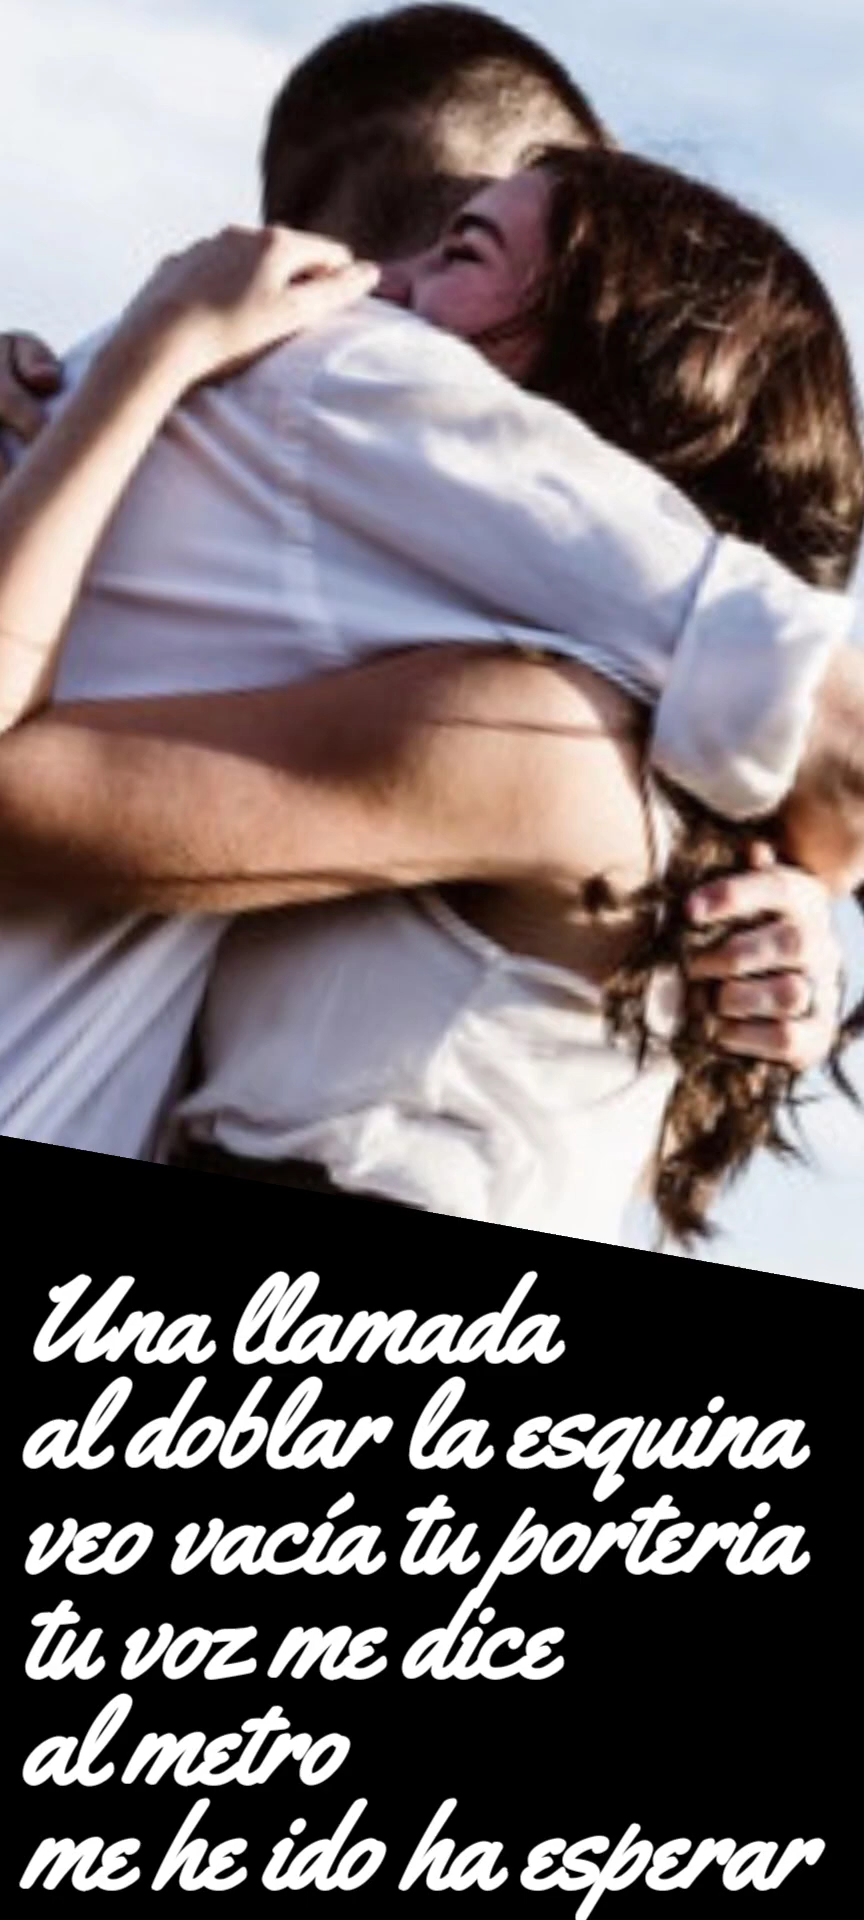 Una llamada
al doblar la esquina
veo vacía tu porteria
tu voz me dice
al metro
me he ido ha esperar